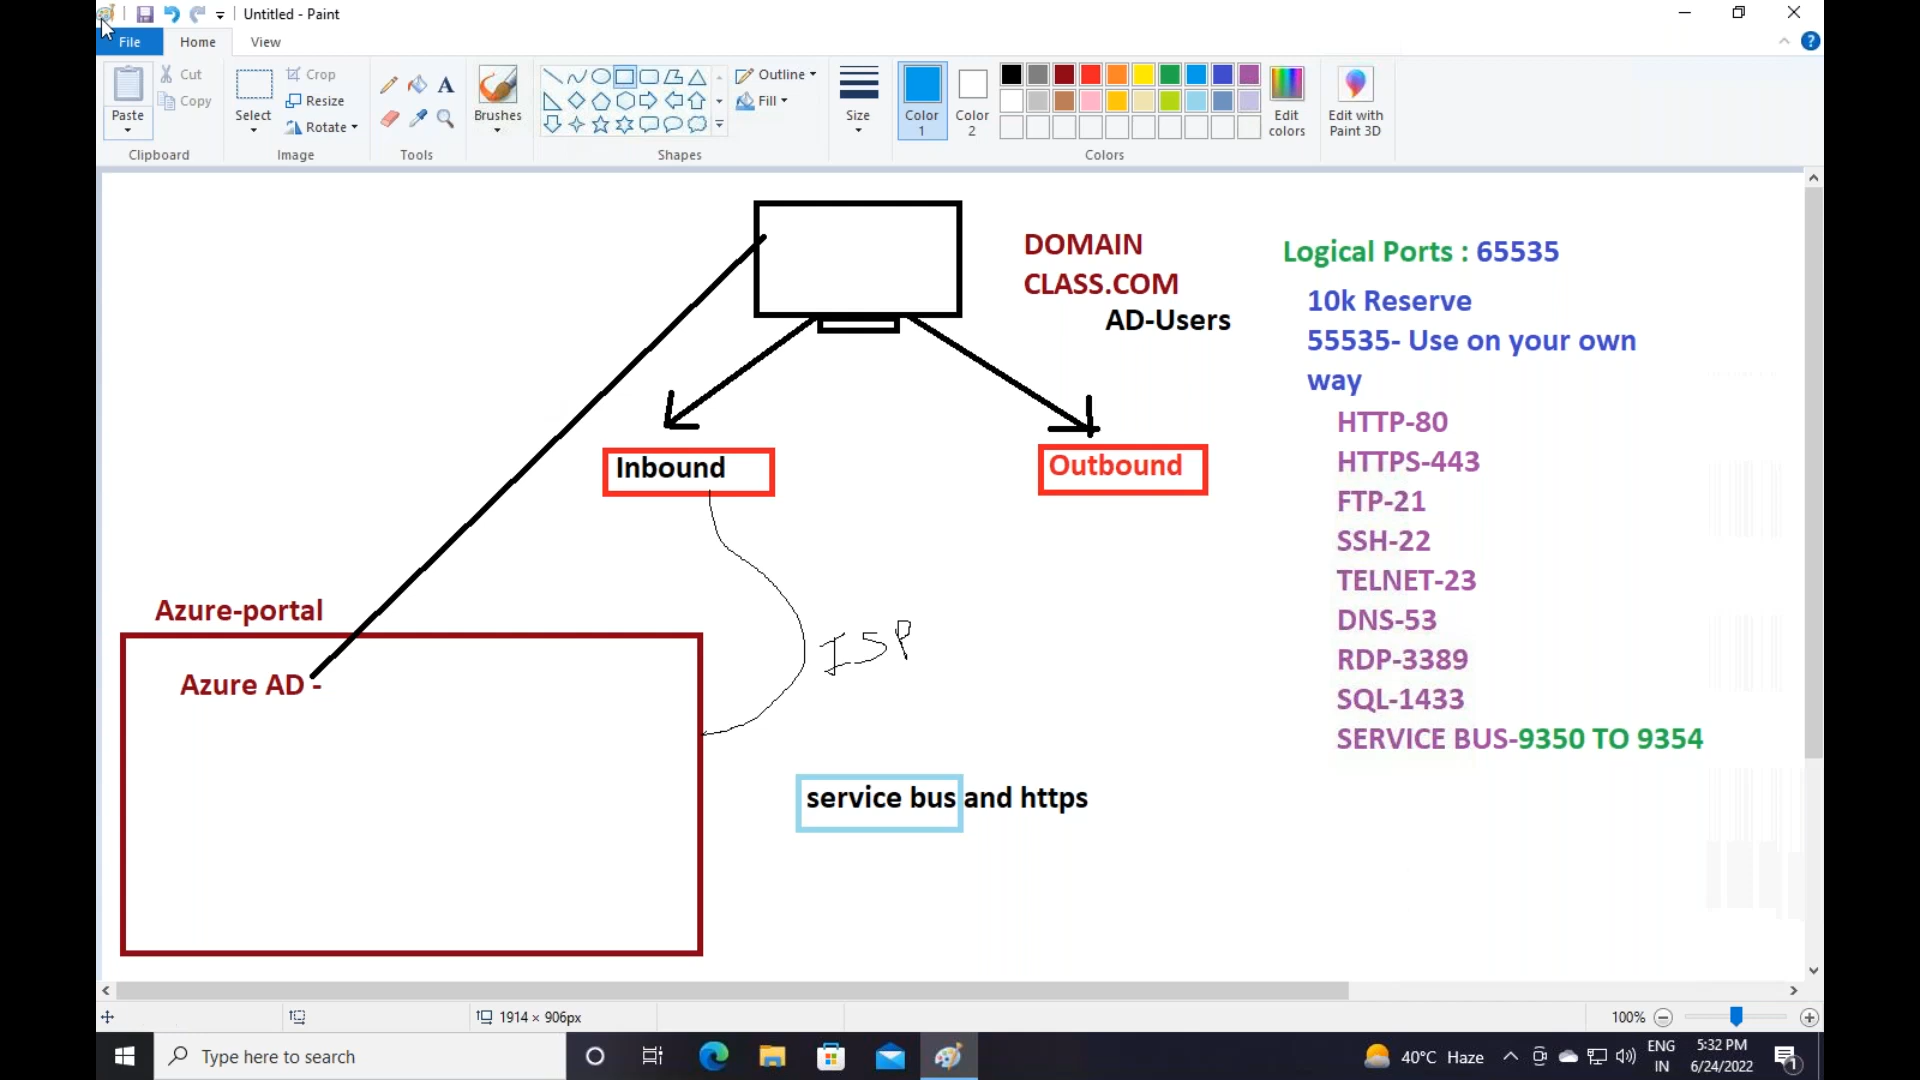 Untitled - Paint
File Home View
Paste
Cut
Copy
Clipboard
Select
Crop
Resize
Rotate
Image
A
Tools
Brushes
Outline
Fill
Shapes
Size
Color 1
Color 2
Edit colors
Colors
Edit with Paint 3D
?
DOMAIN
CLASS.COM
AD-Users
Logical Ports : 65535
10k Reserve
55535- Use on your own
way
HTTP-80
HTTPS-443
FTP-21
SSH-22
TELNET-23
DNS-53
RDP-3389
SQL-1433
SERVICE BUS-9350 TO 9354
Inbound
Outbound
ISP
Azure-portal
Azure AD -
service bus and https
1914 × 906px
100%
Type here to search
40°C Haze
ENG
IN
5:32 PM
6/24/2022
1